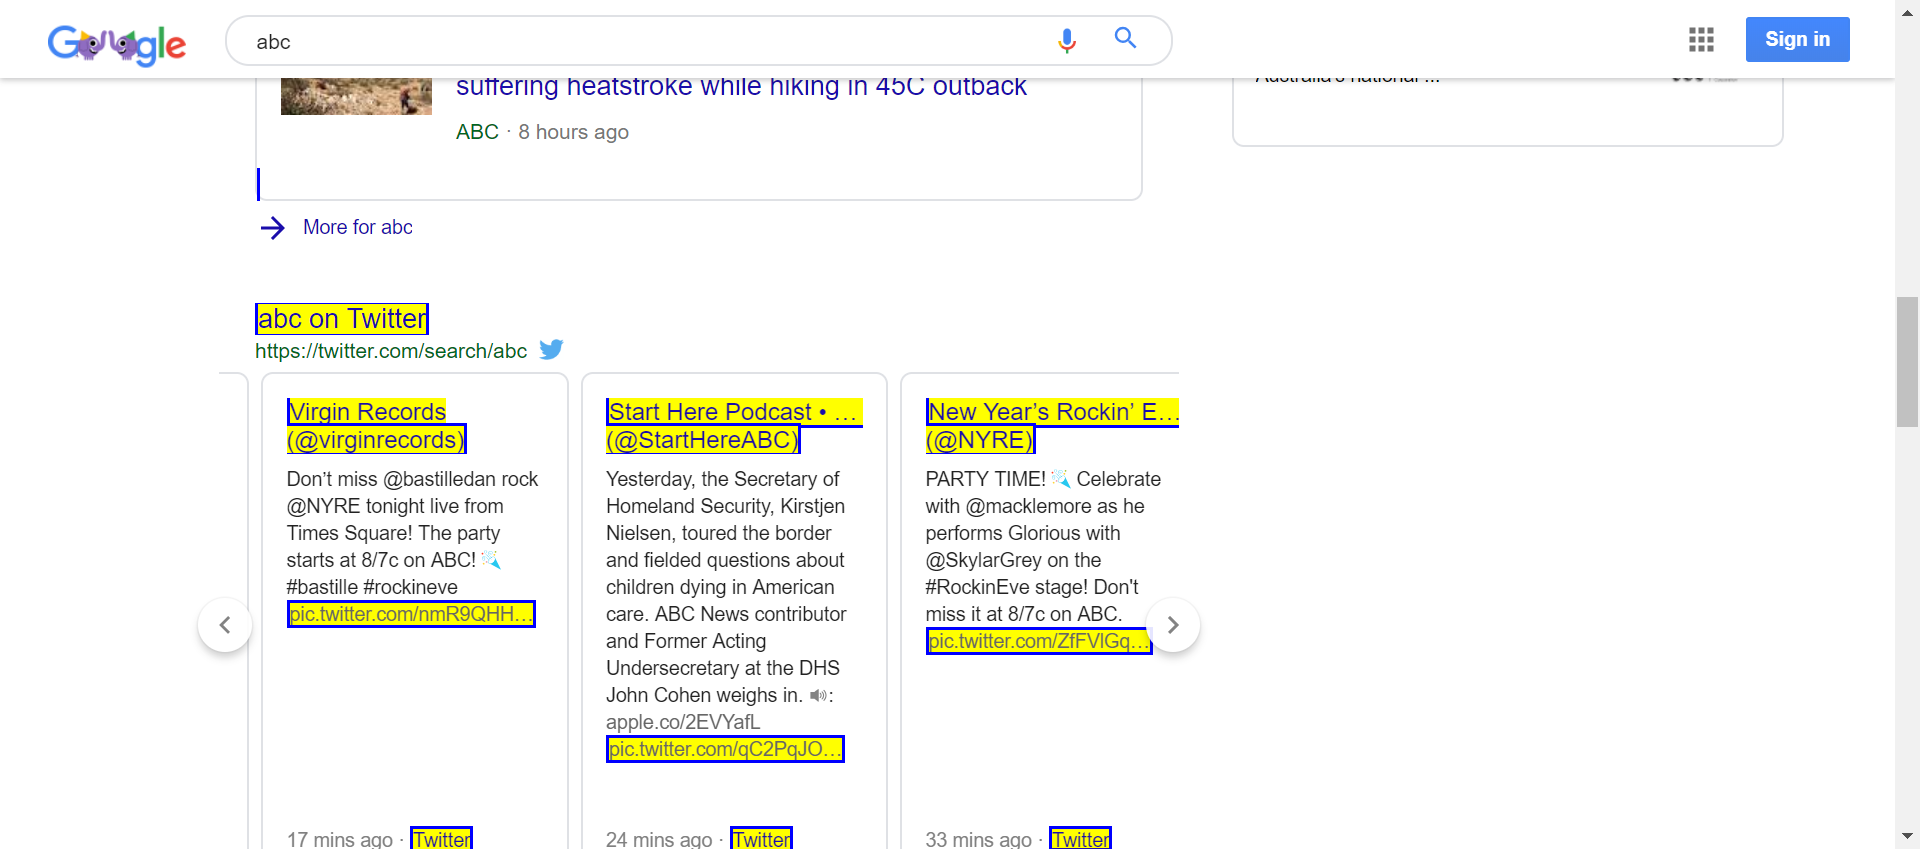 Google
abc
Sign in
suffering heatstroke while hiking in 45C outback
ABC · 8 hours ago
Australia's national ...
More for abc
abc on Twitter
https://twitter.com/search/abc
Virgin Records
(@virginrecords)
Don’t miss @bastilledan rock
@NYRE tonight live from
Times Square! The party
starts at 8/7c on ABC! 🎉
#bastille #rockineve
pic.twitter.com/nmR9QHH…
17 mins ago · Twitter
Start Here Podcast • …
(@StartHereABC)
Yesterday, the Secretary of
Homeland Security, Kirstjen
Nielsen, toured the border
and fielded questions about
children dying in American
care. ABC News contributor
and Former Acting
Undersecretary at the DHS
John Cohen weighs in. 🔊:
apple.co/2EVYafL
pic.twitter.com/qC2PqJO…
24 mins ago · Twitter
New Year’s Rockin’ E…
(@NYRE)
PARTY TIME! 🎉 Celebrate
with @macklemore as he
performs Glorious with
@SkylarGrey on the
#RockinEve stage! Don't
miss it at 8/7c on ABC.
pic.twitter.com/ZfFVlGq…
33 mins ago · Twitter